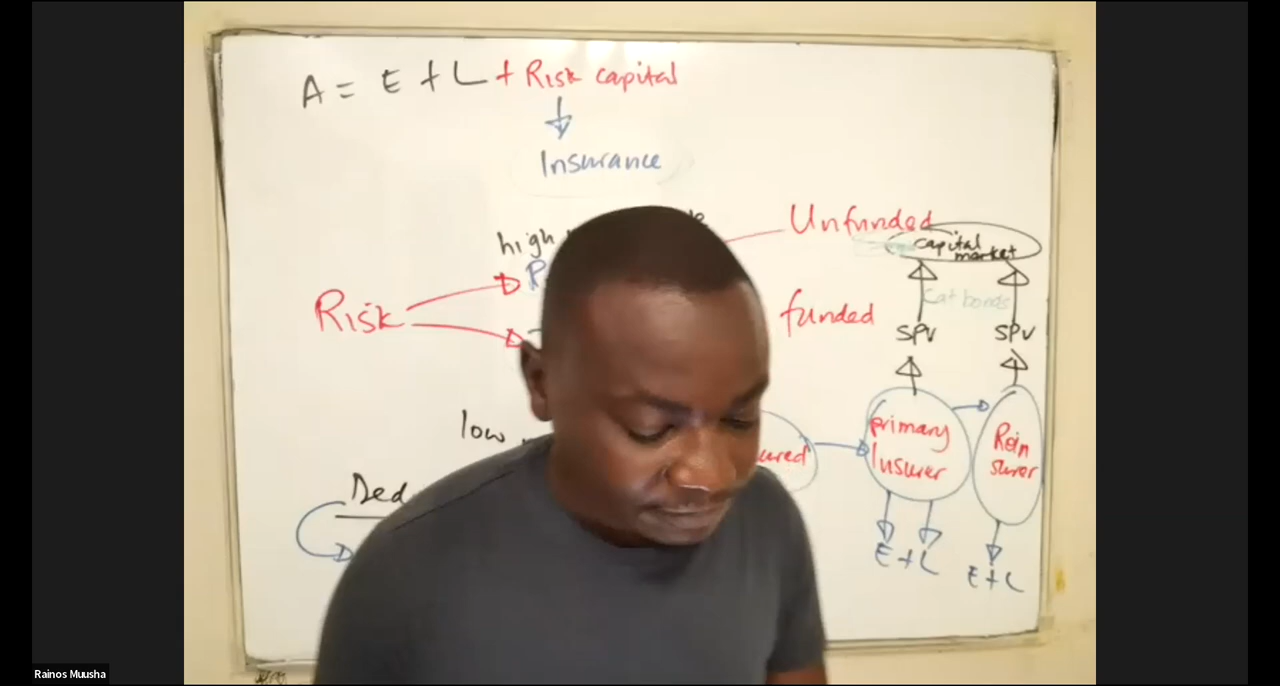 A = E + L + Risk capital
Insurance
high
Unfunded
capital
market
Risk
funded
Cat bonds
SPV SPV
low
primary
Insurer
Rein
surer
ured
Ded
E + L
E + L
Rainos Muusha